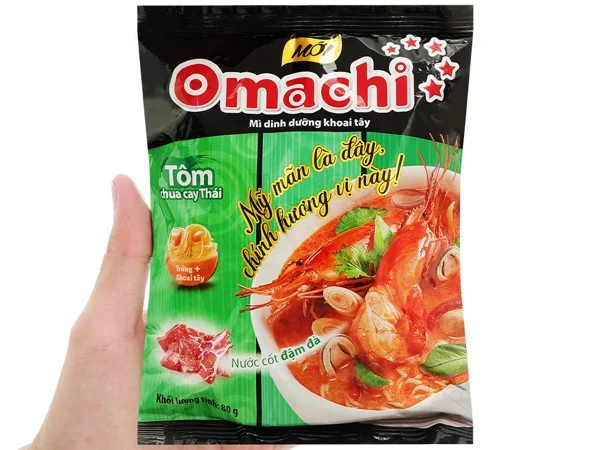 MỚI
Omachi
Mì dinh dưỡng khoai tây
Tôm
chua cay Thái
Mỹ mãn là đây,
chính hương vị này!
Trứng +
Khoai tây
Nước cốt đậm đà
Khối lượng tịnh: 80 g